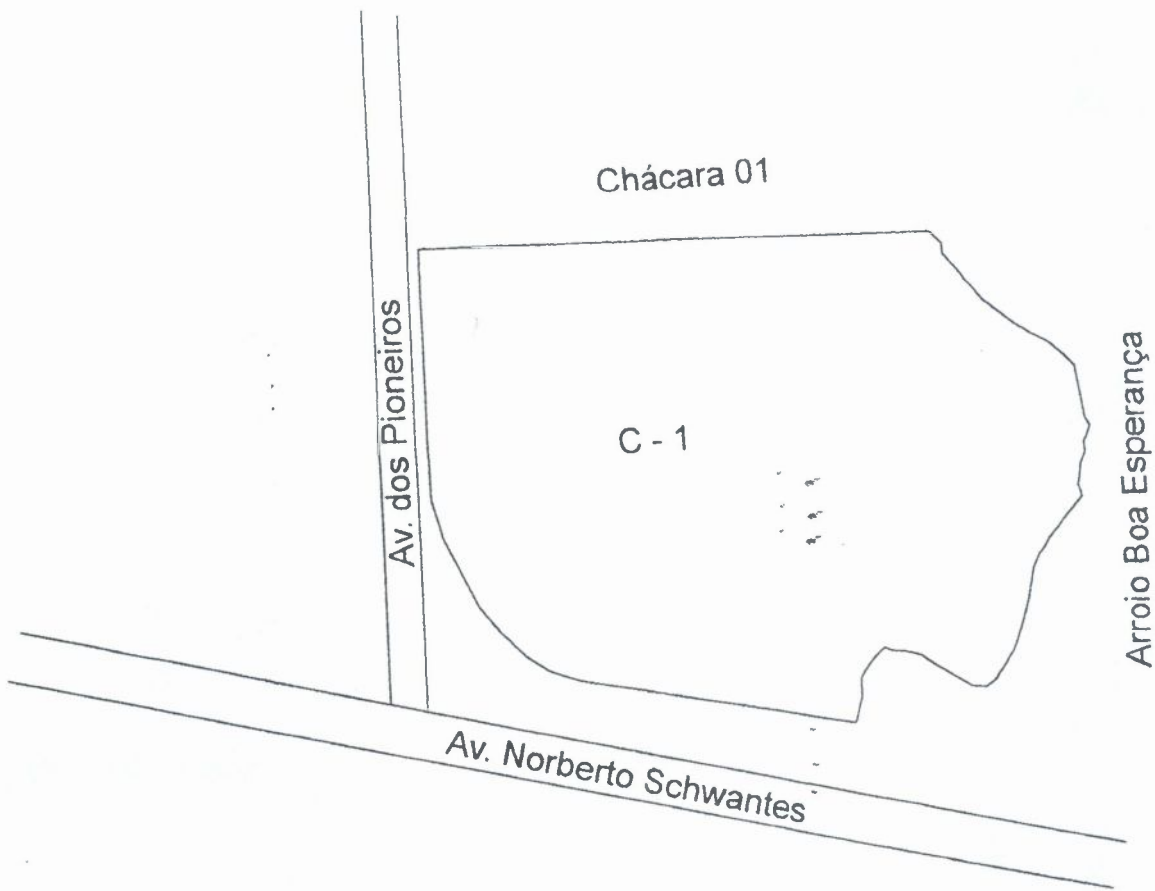 Chácara 01
Av. dos Pioneiros
C - 1
Arroio Boa Esperança
Av. Norberto Schwantes